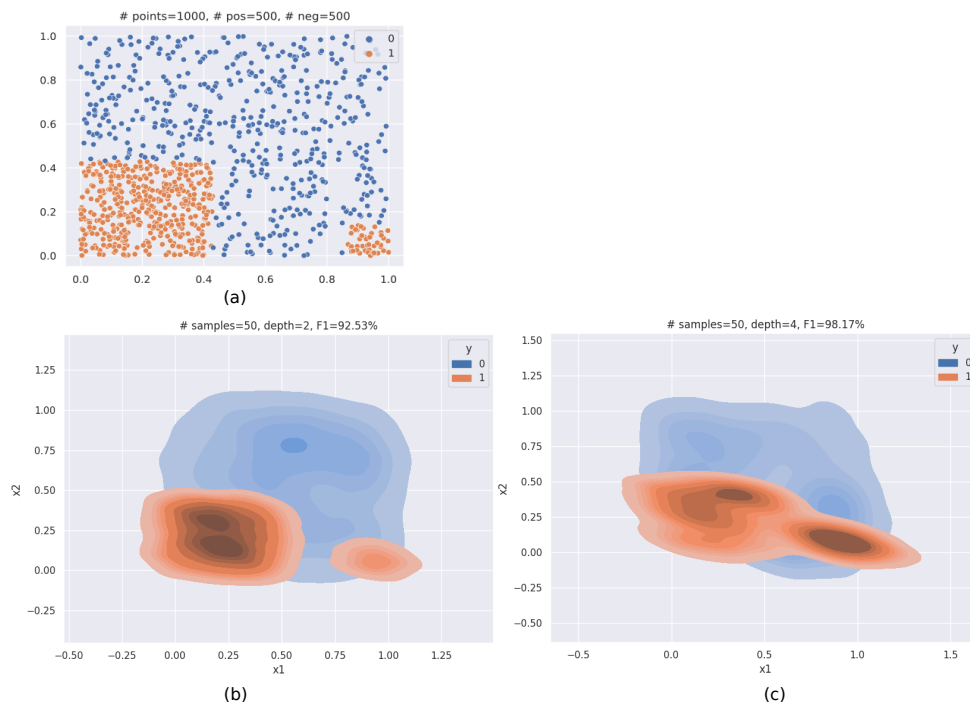 # points=1000, # pos=500, # neg=500
1.0
0.8
0.6
0.4
0.2
0.0
0
1
0.0 0.2 0.4 0.6 0.8 1.0
(a)
# samples=50, depth=2, F1=92.53%
x2
1.25
1.00
0.75
0.50
0.25
0.00
−0.25
y
0
1
−0.50 −0.25 0.00 0.25 0.50 0.75 1.00 1.25
x1
(b)
# samples=50, depth=4, F1=98.17%
x2
1.50
1.25
1.00
0.75
0.50
0.25
0.00
−0.25
−0.50
y
0
1
−0.5 0.0 0.5 1.0 1.5
x1
(c)